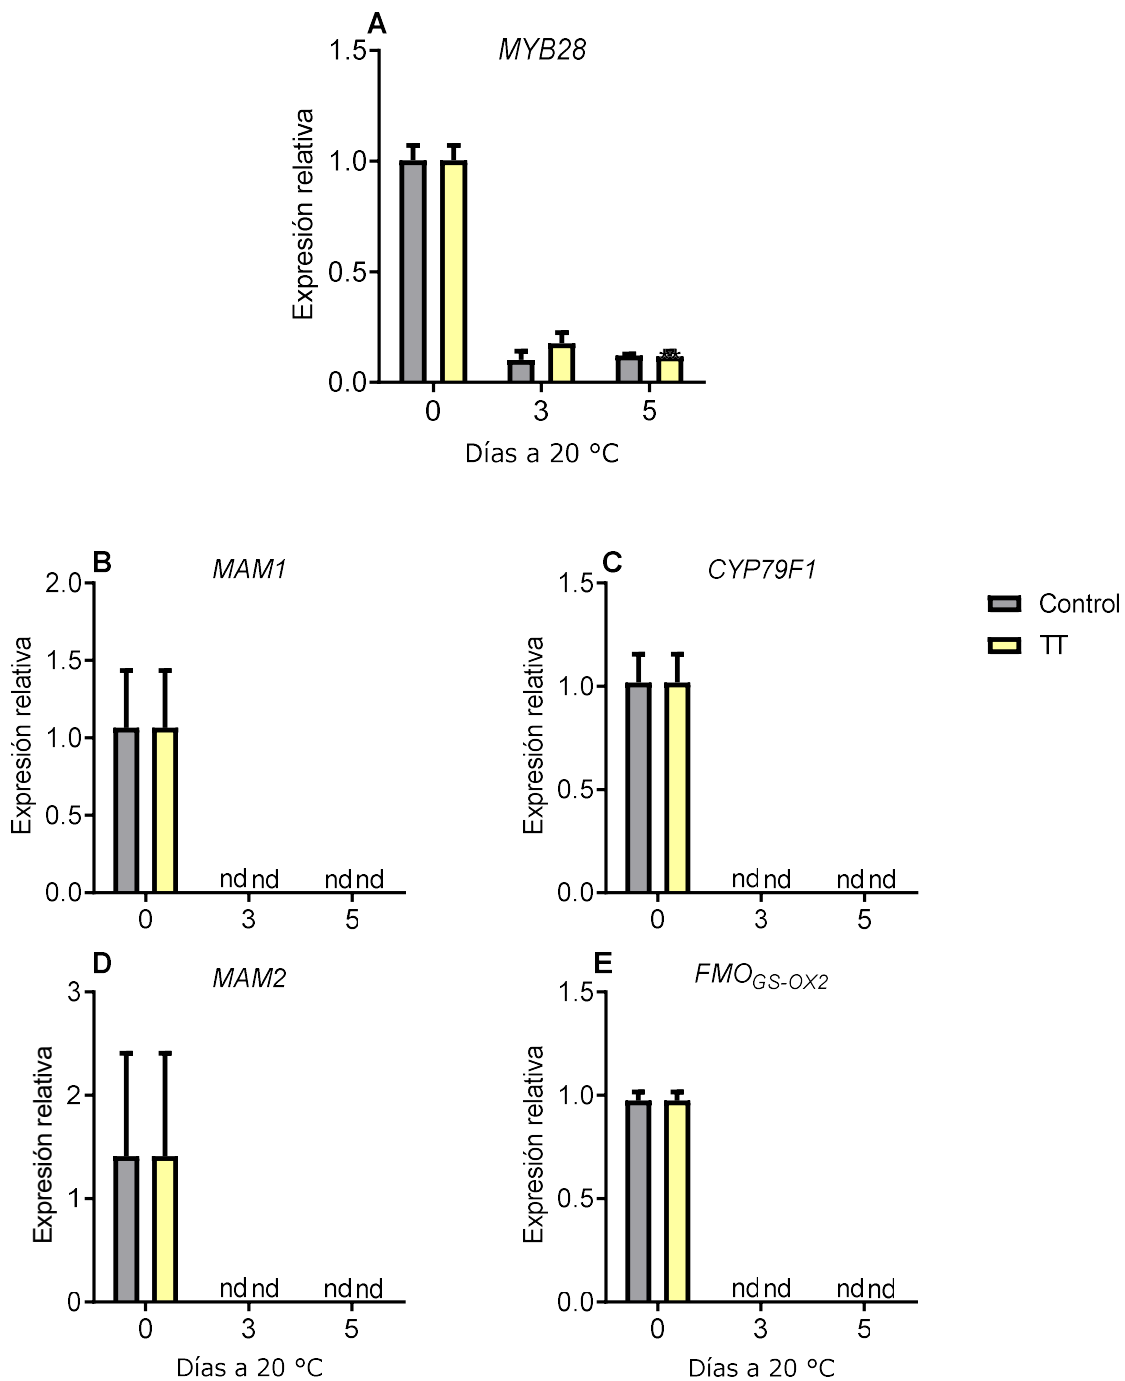 A
MYB28
1.5
1.0
0.5
0.0
Expresión relativa
0 3 5
Días a 20 °C
B
MAM1
2.0
1.5
1.0
0.5
0.0
Expresión relativa
nd nd nd nd
0 3 5
C
CYP79F1
1.5
1.0
0.5
0.0
Expresión relativa
nd nd nd nd
0 3 5
Control
TT
D
MAM2
3
2
1
0
Expresión relativa
nd nd nd nd
0 3 5
Días a 20 °C
E
FMOGS-OX2
1.5
1.0
0.5
0.0
Expresión relativa
nd nd nd nd
0 3 5
Días a 20 °C